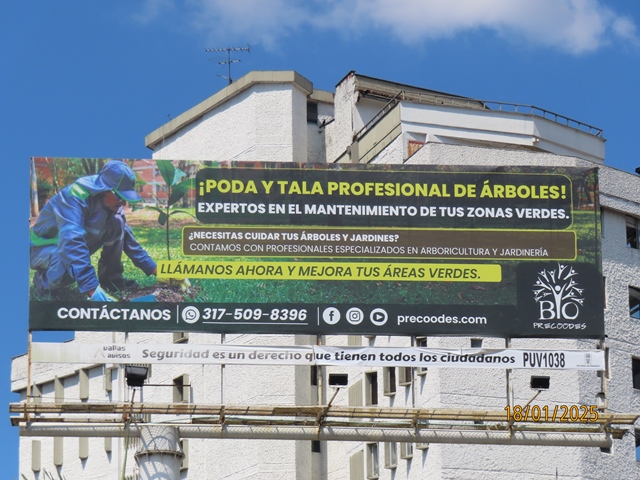 ¡PODA Y TALA PROFESIONAL DE ÁRBOLES!
EXPERTOS EN EL MANTENIMIENTO DE TUS ZONAS VERDES.
¿NECESITAS CUIDAR TUS ÁRBOLES Y JARDINES?
CONTAMOS CON PROFESIONALES ESPECIALIZADOS EN ARBORICULTURA Y JARDINERÍA
LLÁMANOS AHORA Y MEJORA TUS ÁREAS VERDES.
BIO
PRECOODES
CONTÁCTANOS 317-509-8396 precoodes.com
vallas avisos
Seguridad es un derecho que tienen todos los ciudadanos PUV1038
18/01/2025